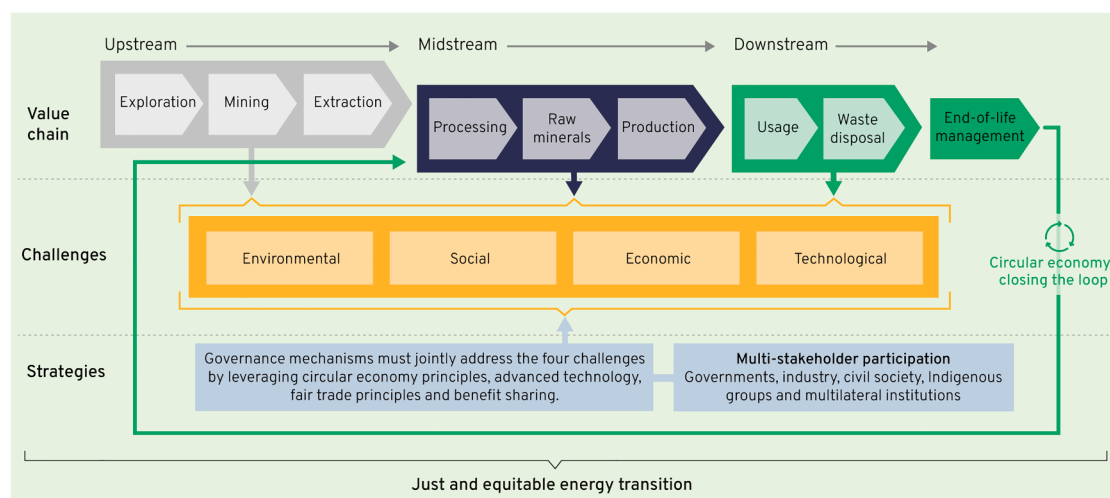 Upstream
Midstream
Downstream
Value
chain
Exploration
Mining
Extraction
Processing
Raw
minerals
Production
Usage
Waste
disposal
End-of-life
management
Challenges
Environmental
Social
Economic
Technological
Circular economy
closing the loop
Strategies
Governance mechanisms must jointly address the four challenges
by leveraging circular economy principles, advanced technology,
fair trade principles and benefit sharing.
Multi-stakeholder participation
Governments, industry, civil society, Indigenous
groups and multilateral institutions
Just and equitable energy transition